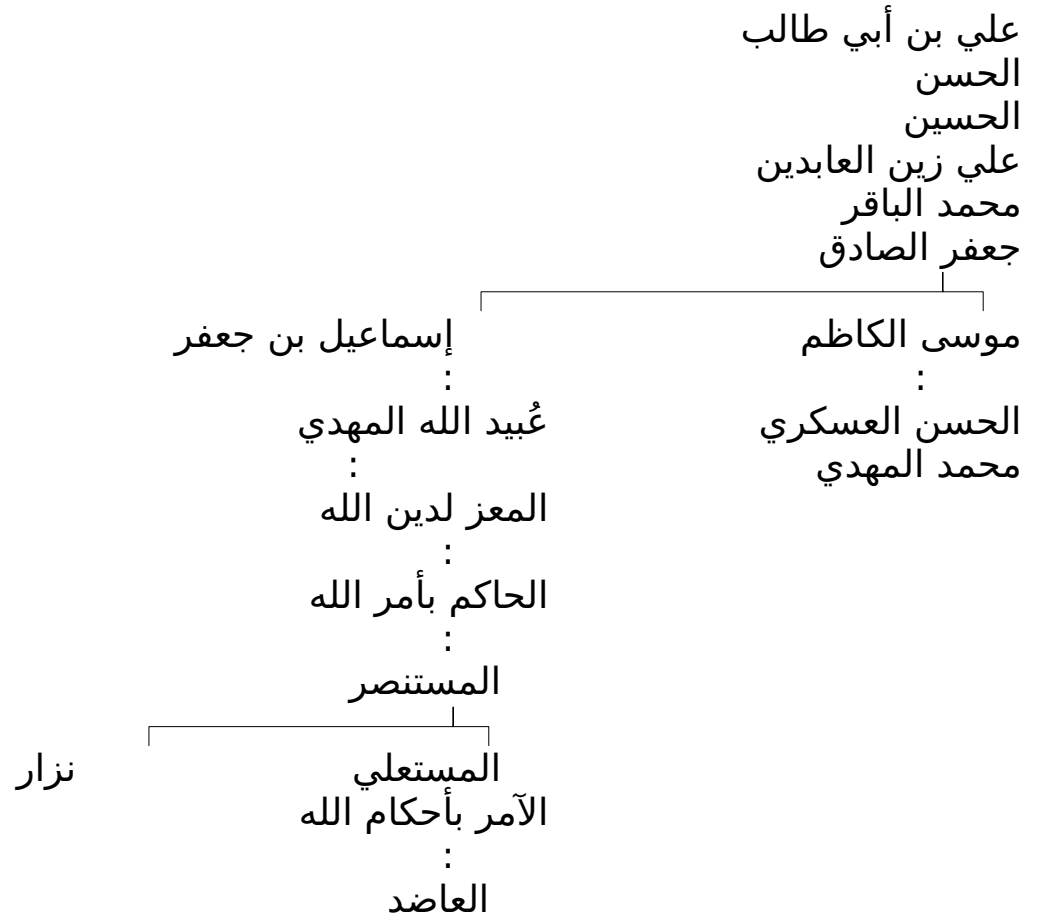 علي بن أبي طالب
الحسن
الحسين
علي زين العابدين
محمد الباقر
جعفر الصادق
موسى الكاظم إسماعيل بن جعفر
: :
الحسن العسكري عُبيد الله المهدي
محمد المهدي :
المعز لدين الله
:
الحاكم بأمر الله
:
المستنصر
المستعلي نزار
الآمر بأحكام الله
:
العاضد